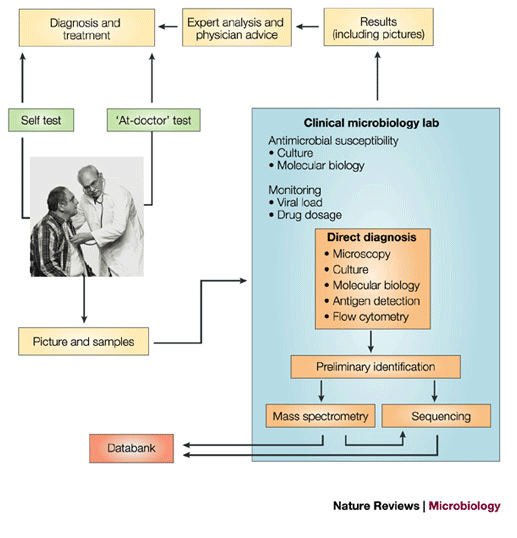 Diagnosis and
treatment
Expert analysis and
physician advice
Results
(including pictures)
Self test
‘At-doctor’ test
Clinical microbiology lab
Antimicrobial susceptibility
• Culture
• Molecular biology
Monitoring
• Viral load
• Drug dosage
Direct diagnosis
• Microscopy
• Culture
• Molecular biology
• Antigen detection
• Flow cytometry
Picture and samples
Preliminary identification
Mass spectrometry
Sequencing
Databank
Nature Reviews | Microbiology